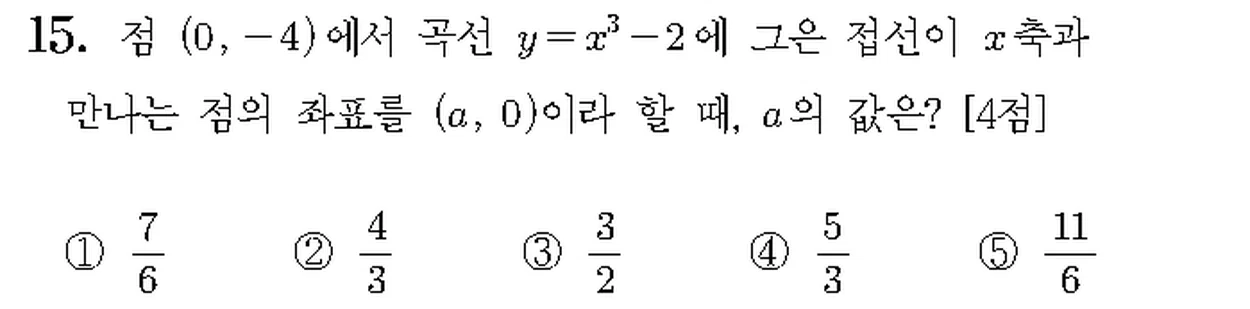 15. 점 (0, −4)에서 곡선 y=x³−2에 그은 접선이 x축과
만나는 점의 좌표를 (a, 0)이라 할 때, a의 값은? [4점]
① 7/6 ② 4/3 ③ 3/2 ④ 5/3 ⑤ 11/6